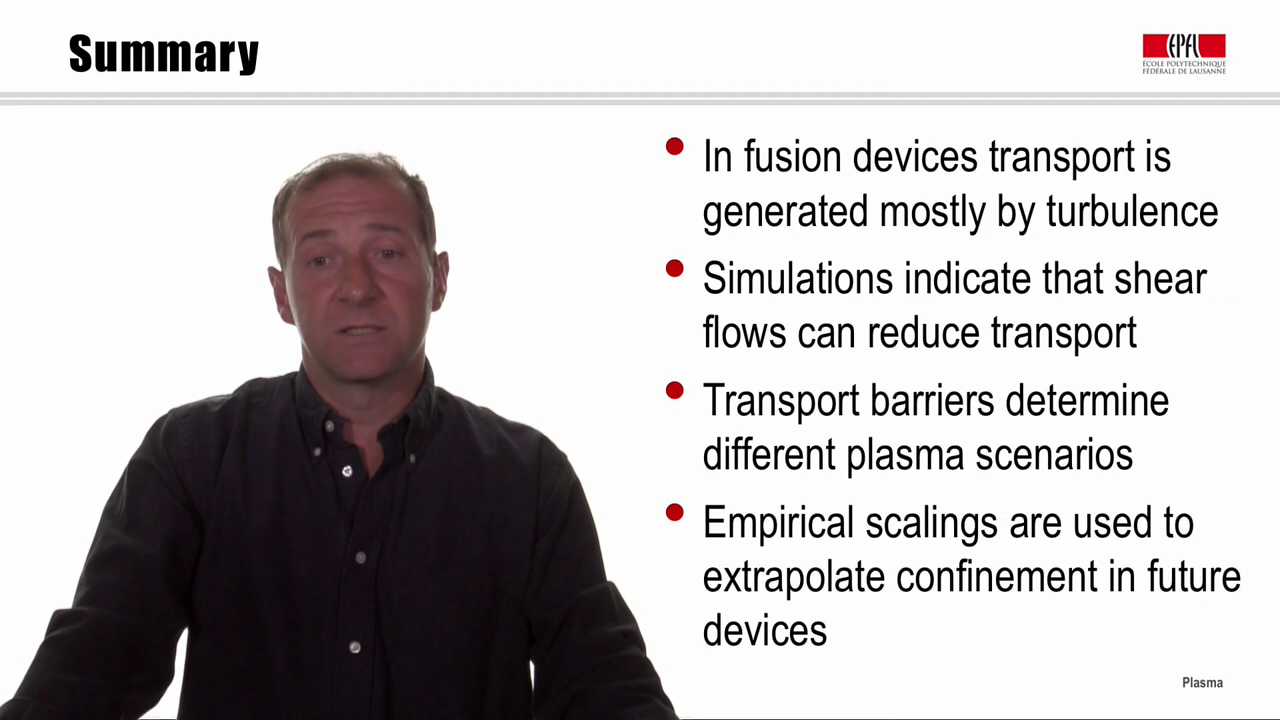 Summary
EPFL
ÉCOLE POLYTECHNIQUE
FÉDÉRALE DE LAUSANNE
In fusion devices transport is
generated mostly by turbulence
Simulations indicate that shear
flows can reduce transport
Transport barriers determine
different plasma scenarios
Empirical scalings are used to
extrapolate confinement in future
devices
Plasma